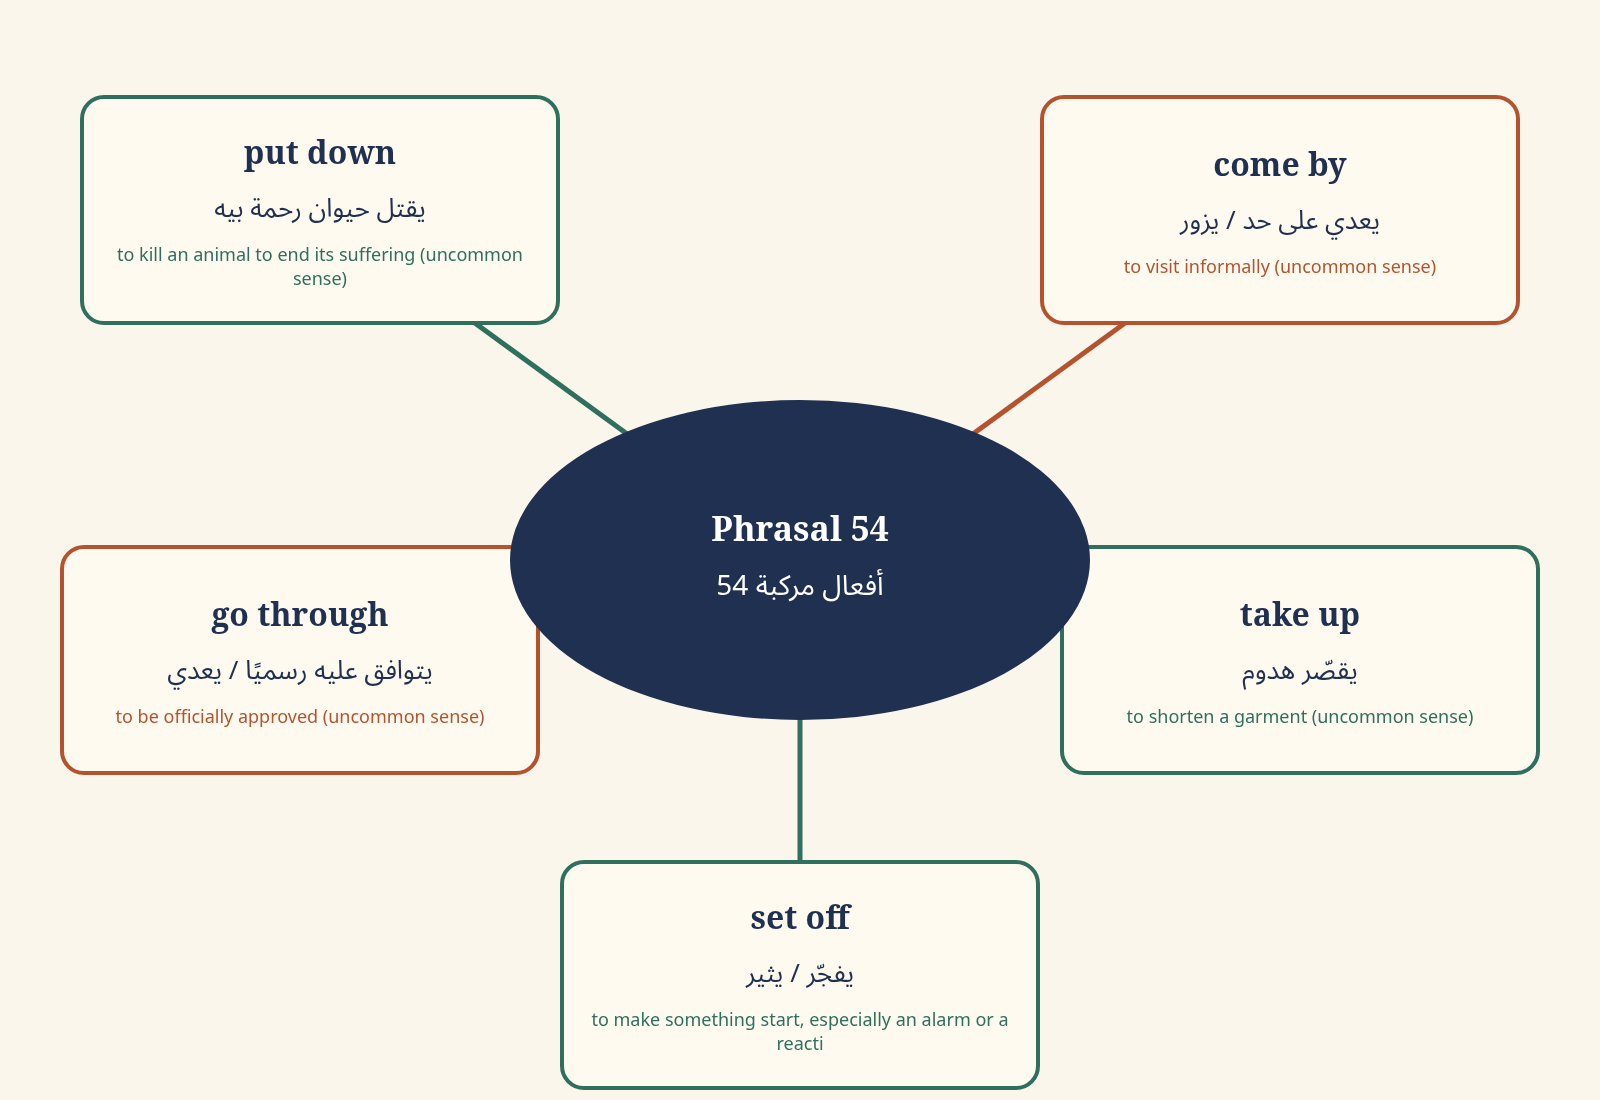 put down
يقتل حيوان رحمة بيه
to kill an animal to end its suffering (uncommon
sense)
come by
يعدي على حد / يزور
to visit informally (uncommon sense)
Phrasal 54
أفعال مركبة 54
go through
يتوافق عليه رسميًا / يعدي
to be officially approved (uncommon sense)
take up
يقصّر هدوم
to shorten a garment (uncommon sense)
set off
يفجّر / يثير
to make something start, especially an alarm or a
reacti